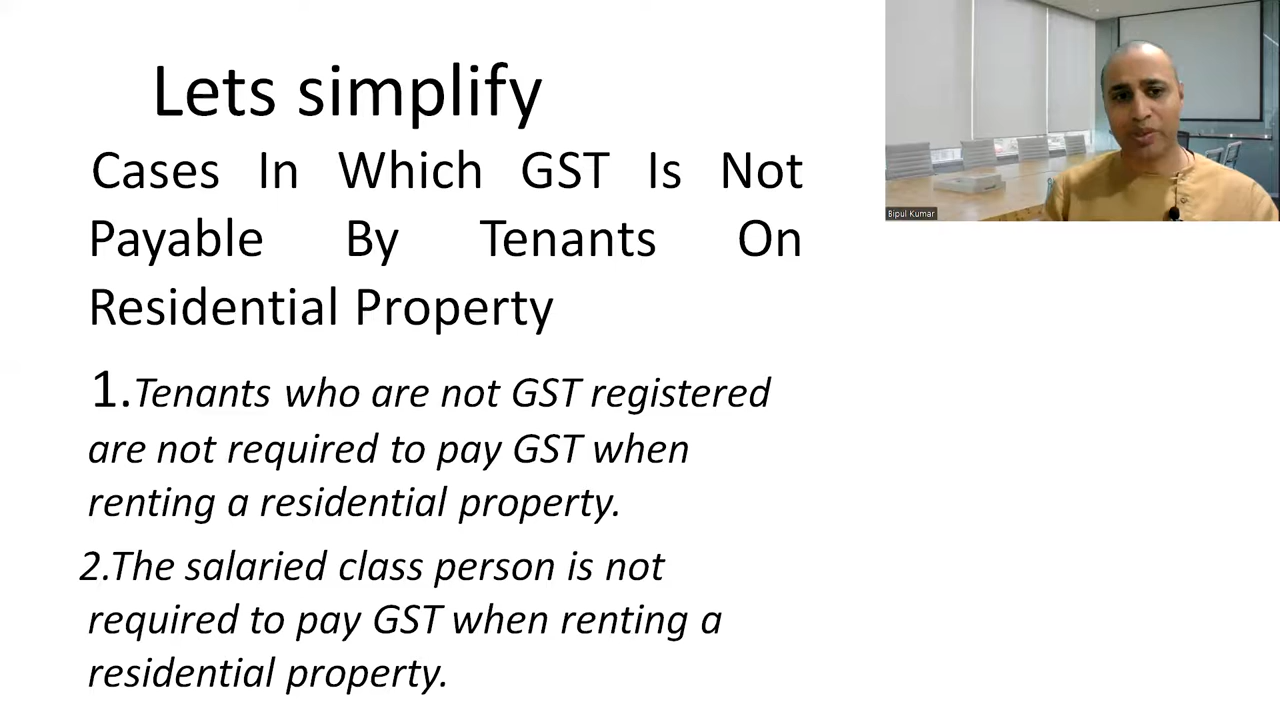 Lets simplify
Cases In Which GST Is Not
Payable By Tenants On
Residential Property
1.Tenants who are not GST registered
are not required to pay GST when
renting a residential property.
2.The salaried class person is not
required to pay GST when renting a
residential property.
Bipul Kumar